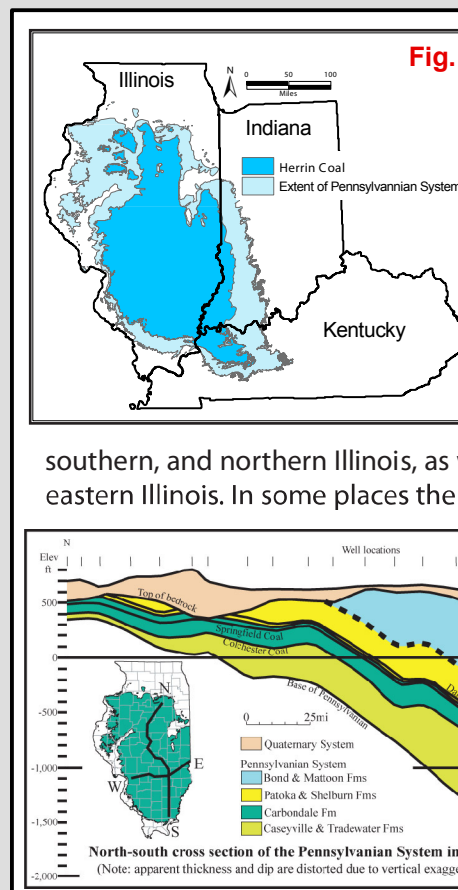 Fig.
Illinois
N
0 50 100
Miles
Indiana
Herrin Coal
Extent of Pennsylvannian System
Kentucky
southern, and northern Illinois, as
eastern Illinois. In some places the
N
Well locations
Elev
ft
Top of bedrock
500
Springfield Coal
Colchester Coal
0
Base of Pennsylvanian
N
0 25mi
-500
Quaternary System
Pennsylvanian System
E
Bond & Mattoon Fms
-1,000
W
Patoka & Shelburn Fms
Carbondale Fm
-1,500
Caseyville & Tradewater Fms
S
North-south cross section of the Pennsylvanian System in
-2,000
(Note: apparent thickness and dip are distorted due to vertical